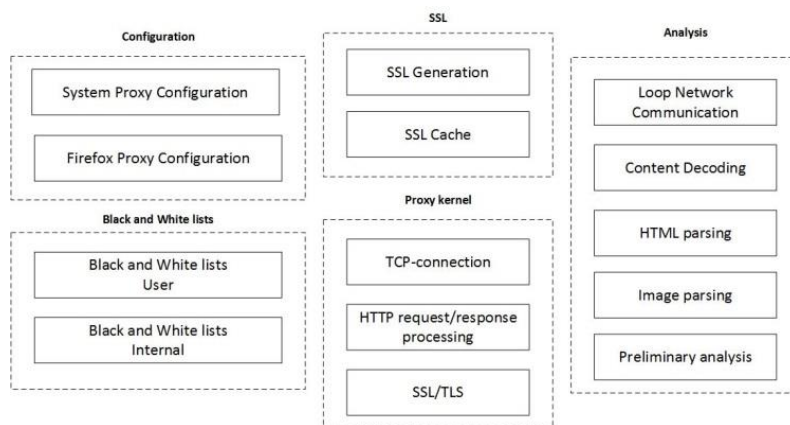 Configuration
System Proxy Configuration
Firefox Proxy Configuration
Black and White lists
Black and White lists
User
Black and White lists
Internal
SSL
SSL Generation
SSL Cache
Proxy kernel
TCP-connection
HTTP request/response
processing
SSL/TLS
Analysis
Loop Network
Communication
Content Decoding
HTML parsing
Image parsing
Preliminary analysis